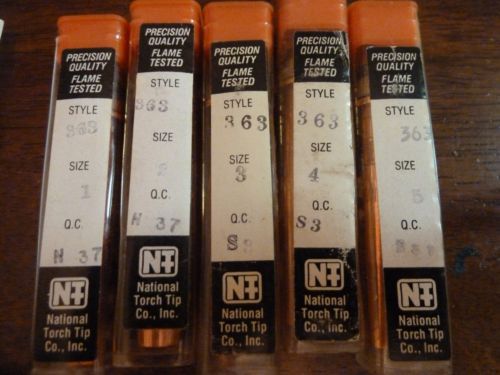 PRECISION
QUALITY
FLAME
TESTED
STYLE
363
SIZE
1
Q.C.
N 37
NT
National
Torch Tip
Co., Inc.
PRECISION
QUALITY
FLAME
TESTED
STYLE
363
SIZE
Q.C.
N 37
NT
National
Torch Tip
Co., Inc.
PRECISION
QUALITY
FLAME
TESTED
STYLE
363
SIZE
3
Q.C.
NT
National
Torch Tip
Co., Inc.
PRECISION
QUALITY
FLAME
TESTED
STYLE
363
SIZE
4
Q.C.
S3
NT
National
Torch Tip
Co., Inc.
PRECISION
QUALITY
FLAME
TESTED
STYLE
363
SIZE
5
Q.C.
NT
National
Torch Tip
Co., Inc.